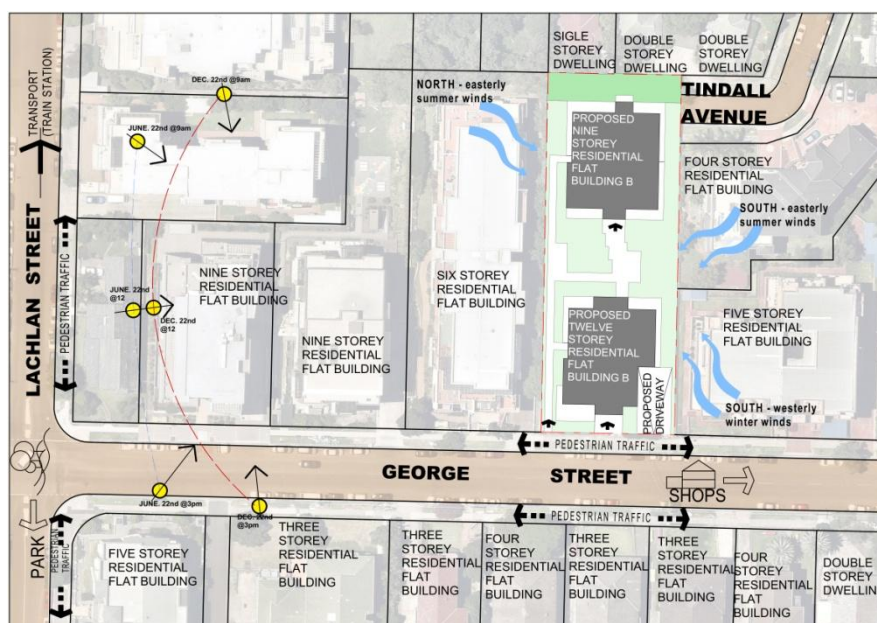 SIGLE
STOREY
DWELLING
DOUBLE
STOREY
DWELLING
DOUBLE
STOREY
DWELLING
TINDALL
AVENUE
TRANSPORT
(TRAIN STATION)
LACHLAN STREET
PEDESTRIAN TRAFFIC
DEC. 22nd @9am
JUNE. 22nd @9am
NORTH - easterly
summer winds
PROPOSED
NINE
STOREY
RESIDENTIAL
FLAT
BUILDING B
FOUR STOREY
RESIDENTIAL
FLAT BUILDING
SOUTH - easterly
summer winds
NINE STOREY
RESIDENTIAL
FLAT BUILDING
JUNE. 22nd
@12
DEC. 22nd
@12
NINE STOREY
RESIDENTIAL
FLAT BUILDING
SIX STOREY
RESIDENTIAL
FLAT BUILDING
PROPOSED
TWELVE
STOREY
RESIDENTIAL
FLAT
BUILDING B
PROPOSED
DRIVEWAY
FIVE STOREY
RESIDENTIAL
FLAT BUILDING
SOUTH - westerly
winter winds
PEDESTRIAN TRAFFIC
GEORGE STREET
SHOPS
PEDESTRIAN TRAFFIC
JUNE. 22nd @3pm
DEC. 22nd
@3pm
PARK
PEDESTRIAN
TRAFFIC
FIVE STOREY
RESIDENTIAL
FLAT BUILDING
THREE
STOREY
RESIDENTIAL
FLAT
BUILDING
THREE
STOREY
RESIDENTIAL
FLAT
BUILDING
FOUR
STOREY
RESIDENTIAL
FLAT
BUILDING
THREE
STOREY
RESIDENTIAL
FLAT
BUILDING
THREE
STOREY
RESIDENTIAL
FLAT
BUILDING
FOUR
STOREY
RESIDENTIAL
FLAT
BUILDING
DOUBLE
STOREY
DWELLING